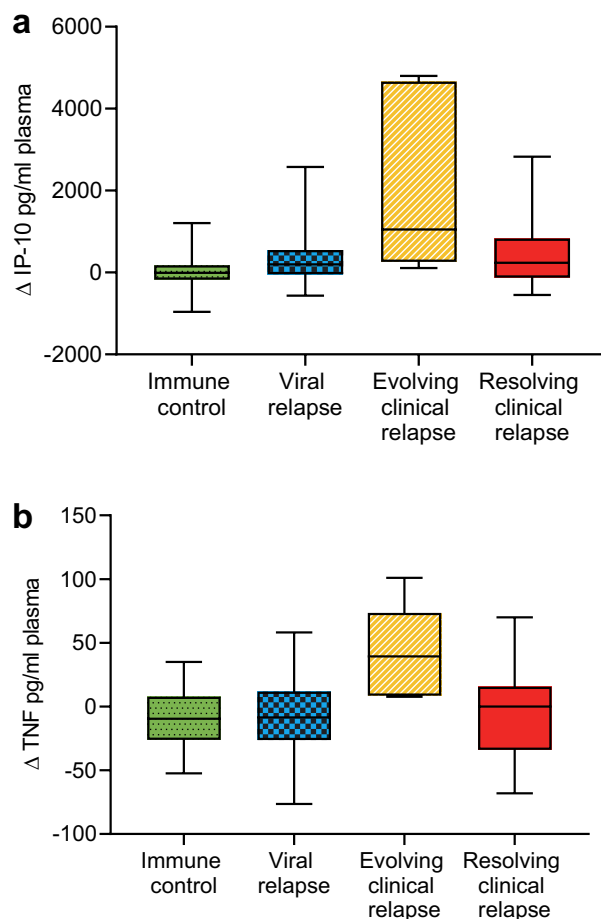 a
Δ IP-10 pg/ml plasma
6000
4000
2000
0
-2000
Immune
control
Viral
relapse
Evolving
clinical
relapse
Resolving
clinical
relapse
b
Δ TNF pg/ml plasma
150
100
50
0
-50
-100
Immune
control
Viral
relapse
Evolving
clinical
relapse
Resolving
clinical
relapse